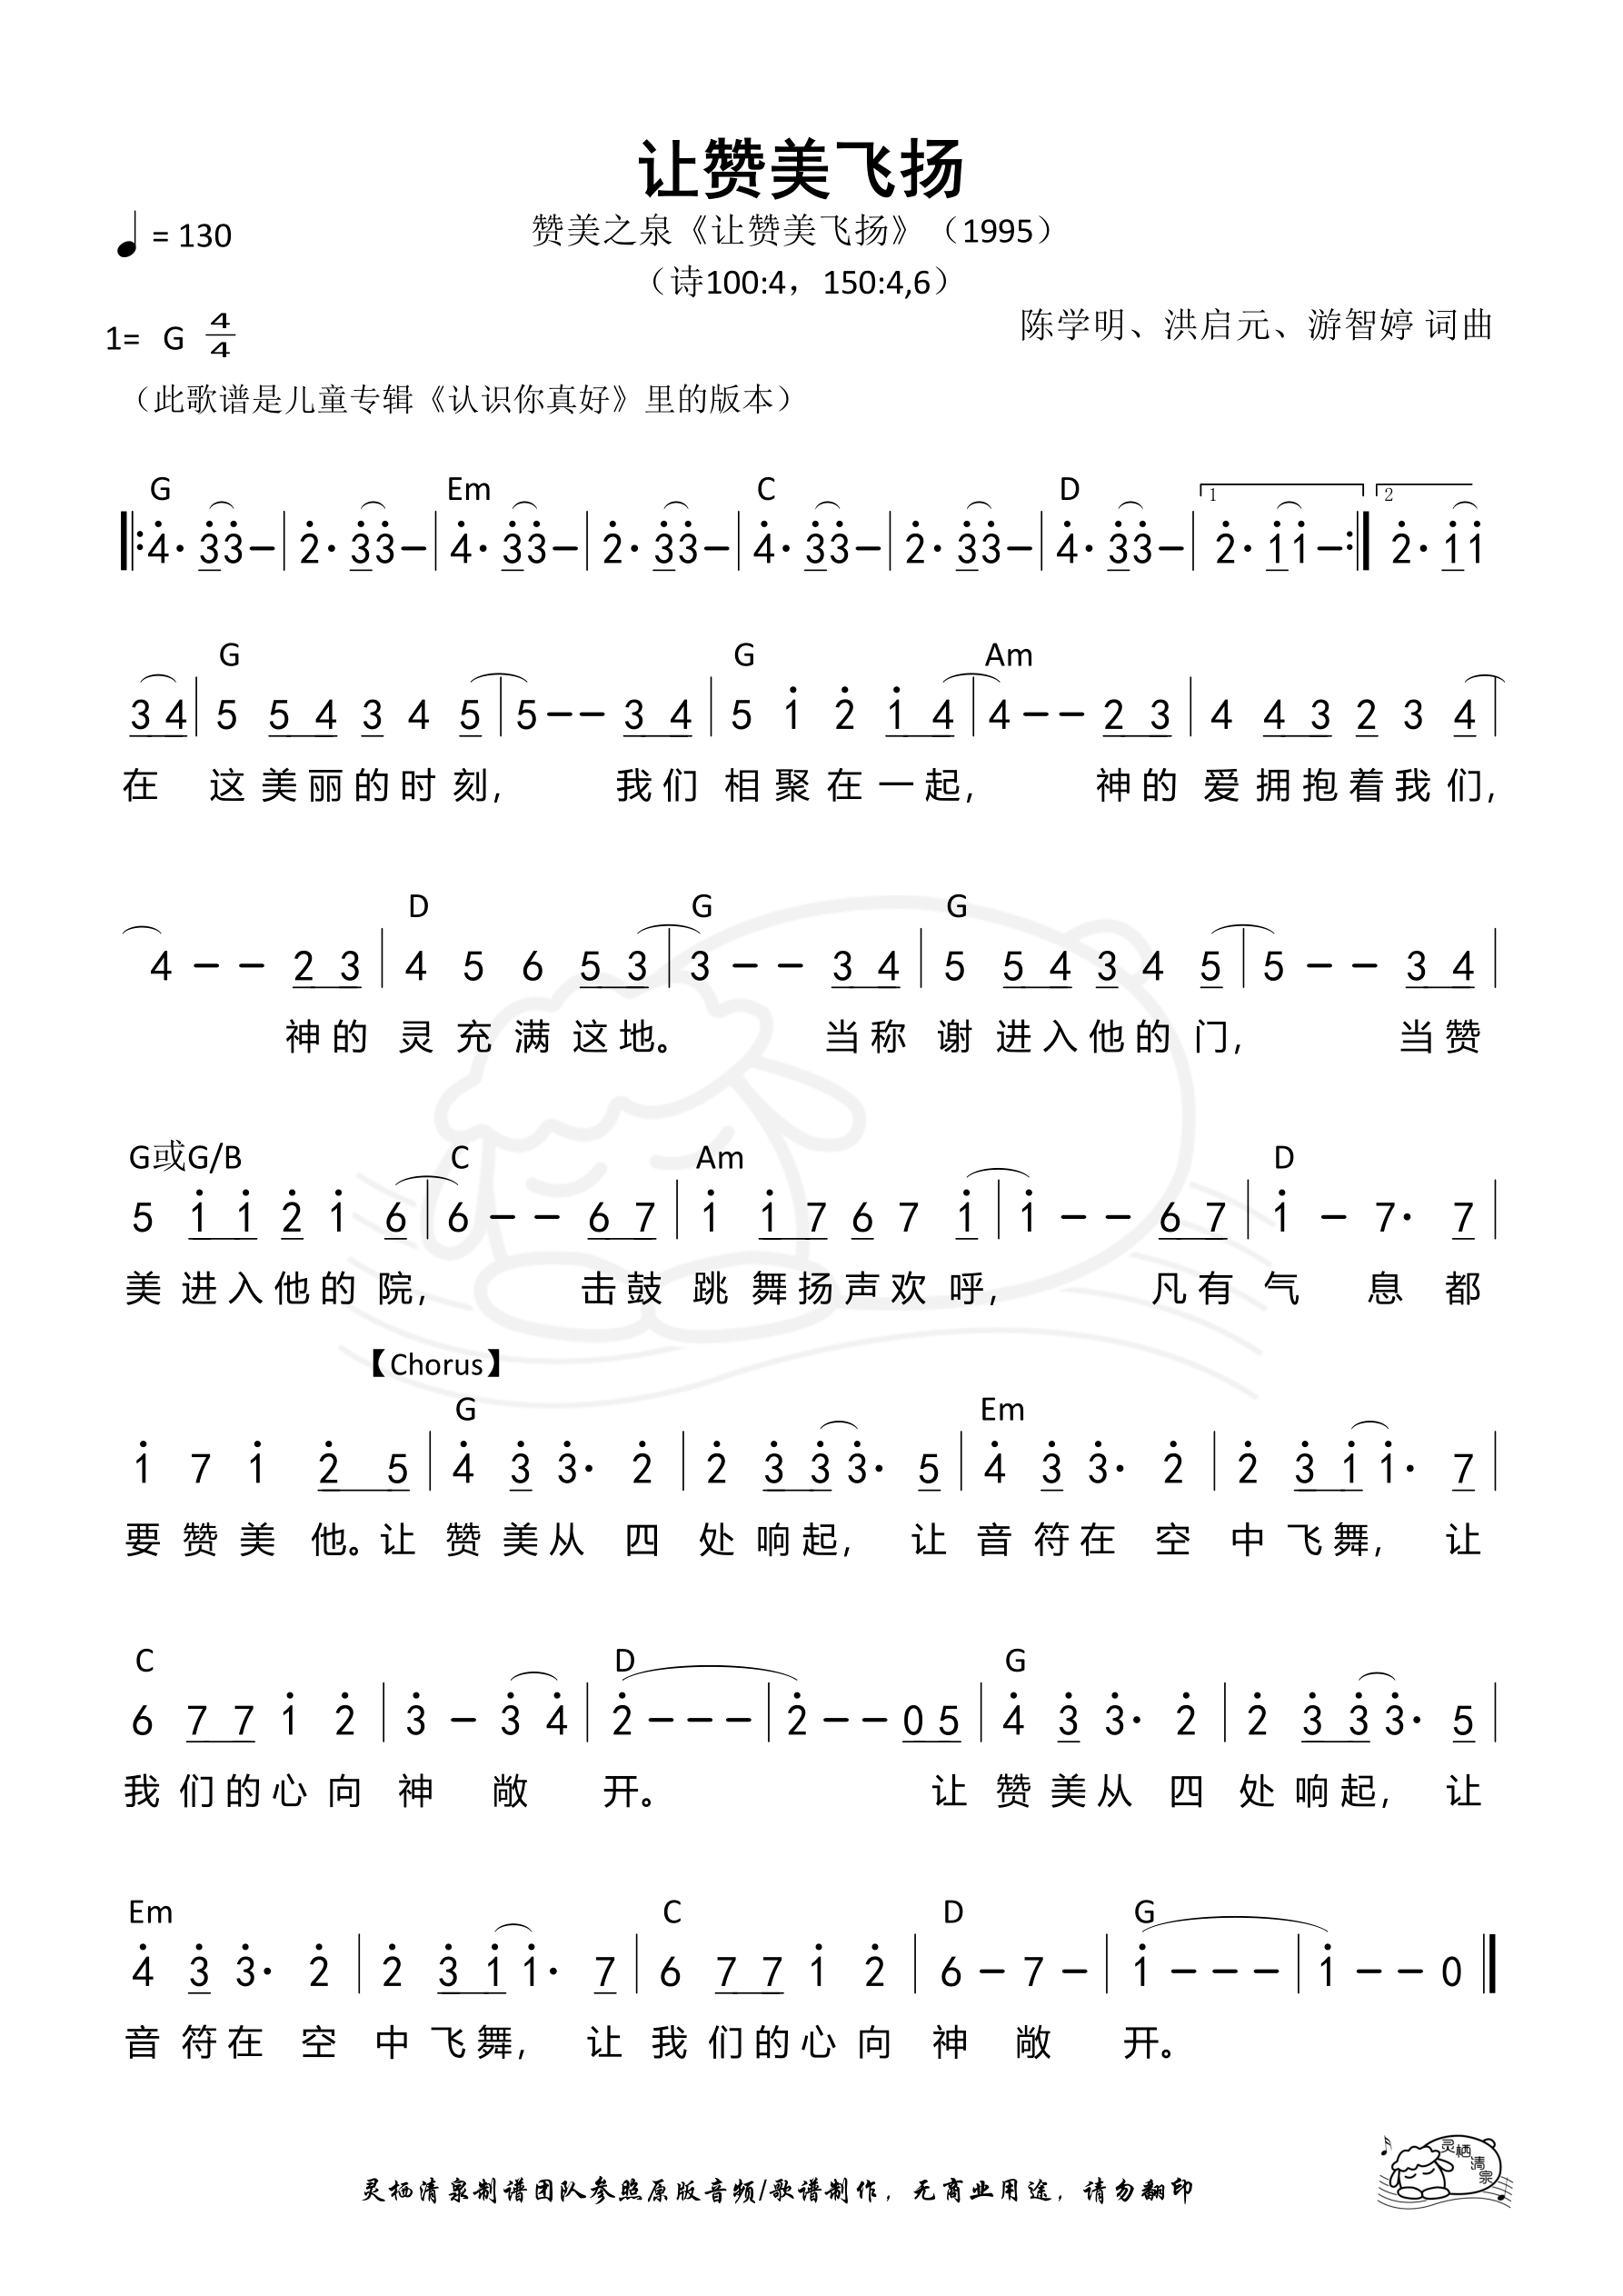 让赞美飞扬
♩ = 130
赞美之泉《让赞美飞扬》（1995）
（诗100:4，150:4,6）
1= G 4/4
陈学明、洪启元、游智婷 词曲
（此歌谱是儿童专辑《认识你真好》里的版本）
G Em C D 1 2
4· 3 3 – | 2· 3 3 – | 4· 3 3 – | 2· 3 3 – | 4· 3 3 – | 2· 3 3 – | 4· 3 3 – | 2· 1 1 – :| 2· 1 1
G G Am
3 4 | 5 5 4 3 4 5 | 5 – – 3 4 | 5 1 2 1 4 | 4 – – 2 3 | 4 4 3 2 3 4 |
在 这美丽的时刻, 我们 相聚在一起, 神的 爱拥抱着我们,
D G G
4 – – 2 3 | 4 5 6 5 3 | 3 – – 3 4 | 5 5 4 3 4 5 | 5 – – 3 4 |
神的 灵充满这地。 当称 谢进入他的门, 当赞
G或G/B C Am D
5 1 1 2 1 6 | 6 – – 6 7 | 1 1 7 6 7 1 | 1 – – 6 7 | 1 – 7· 7 |
美进入他的院, 击鼓 跳舞扬声欢呼, 凡有 气 息 都
【Chorus】
G Em
1 7 1 2 5 | 4 3 3· 2 | 2 3 3 3· 5 | 4 3 3· 2 | 2 3 1 1· 7 |
要赞美 他。让 赞美从 四 处响起, 让 音符在 空 中飞舞, 让
C D G
6 7 7 1 2 | 3 – 3 4 | 2 – – – | 2 – – 0 5 | 4 3 3· 2 | 2 3 3 3· 5 |
我们的心向 神 敞 开。 让 赞美从 四 处响起, 让
Em C D G
4 3 3· 2 | 2 3 1 1· 7 | 6 7 7 1 2 | 6 – 7 – | 1 – – – | 1 – – 0 ‖
音符在 空 中飞舞, 让 我们的心向 神 敞 开。
灵栖清泉
灵栖清泉制谱团队参照原版音频/歌谱制作，无商业用途，请勿翻印